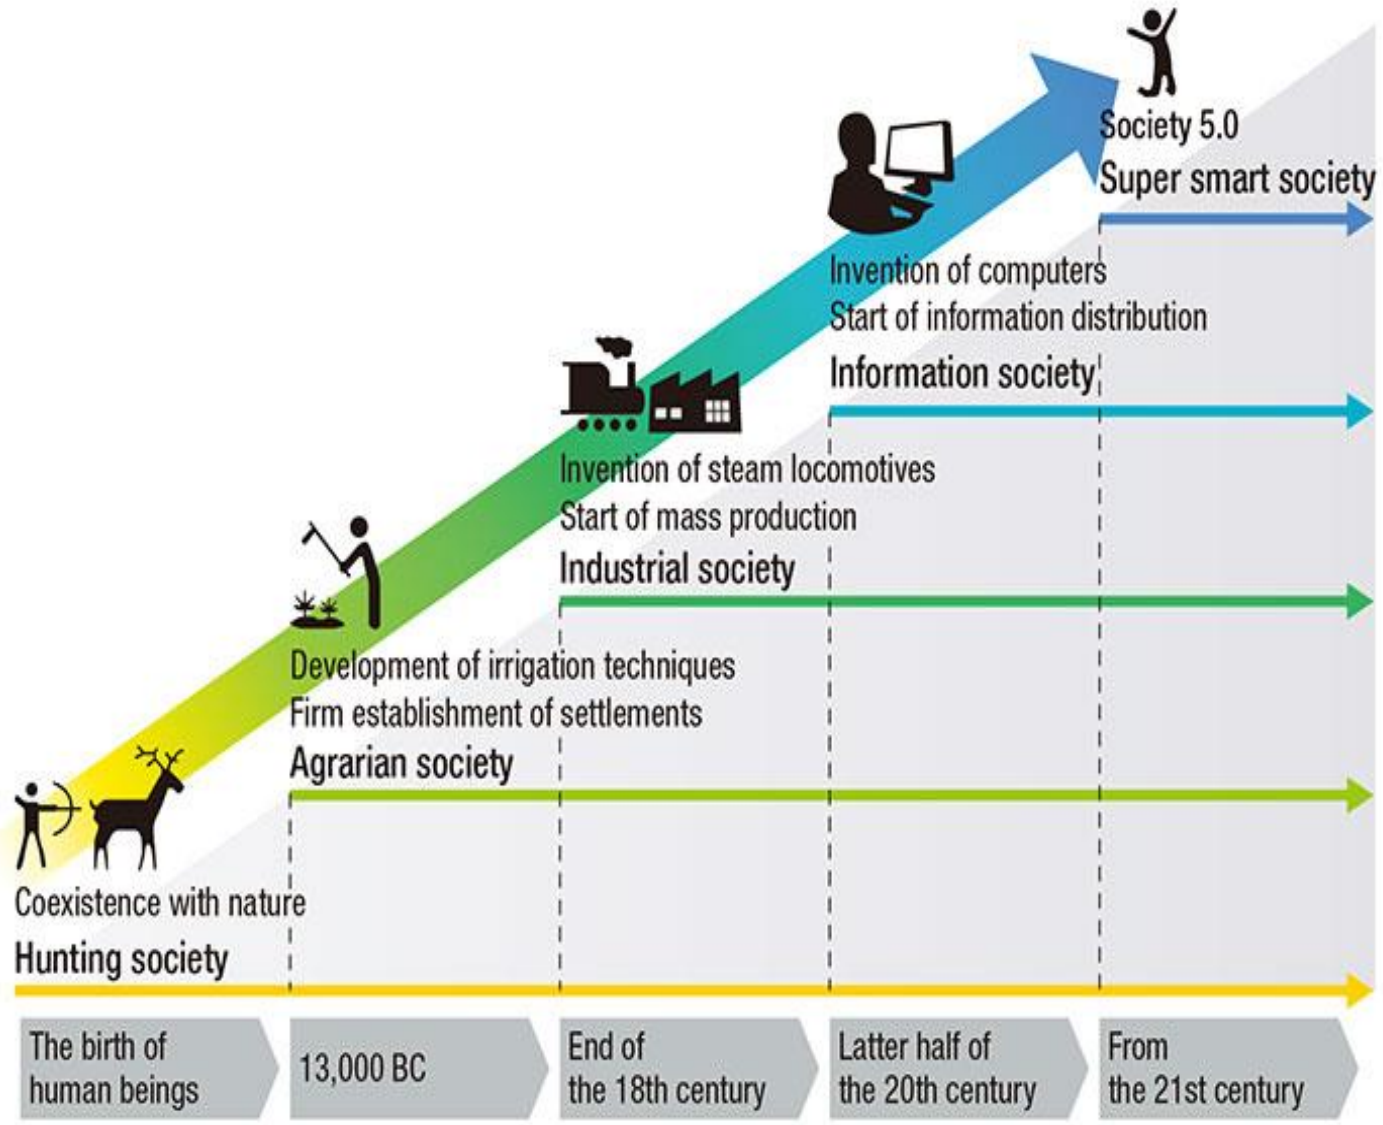 Society 5.0
Super smart society
Invention of computers
Start of information distribution
Information society
Invention of steam locomotives
Start of mass production
Industrial society
Development of irrigation techniques
Firm establishment of settlements
Agrarian society
Coexistence with nature
Hunting society
The birth of
human beings
13,000 BC
End of
the 18th century
Latter half of
the 20th century
From
the 21st century